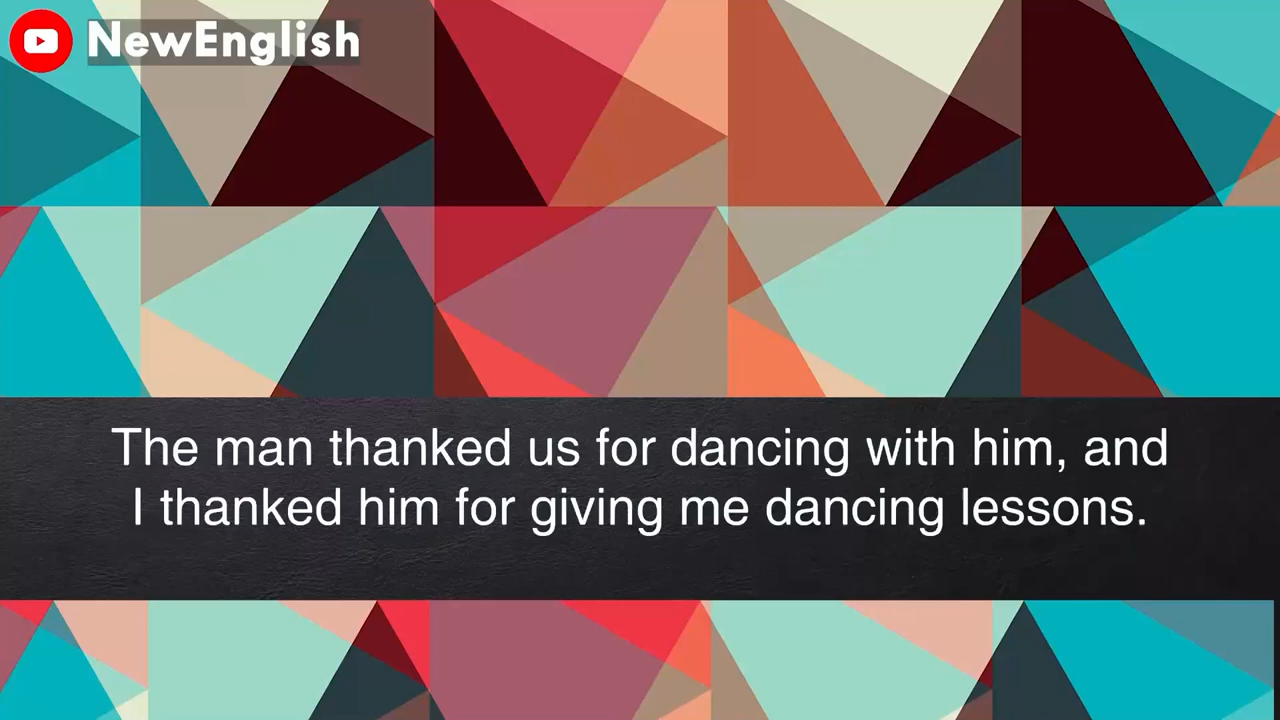 NewEnglish
The man thanked us for dancing with him, and
I thanked him for giving me dancing lessons.